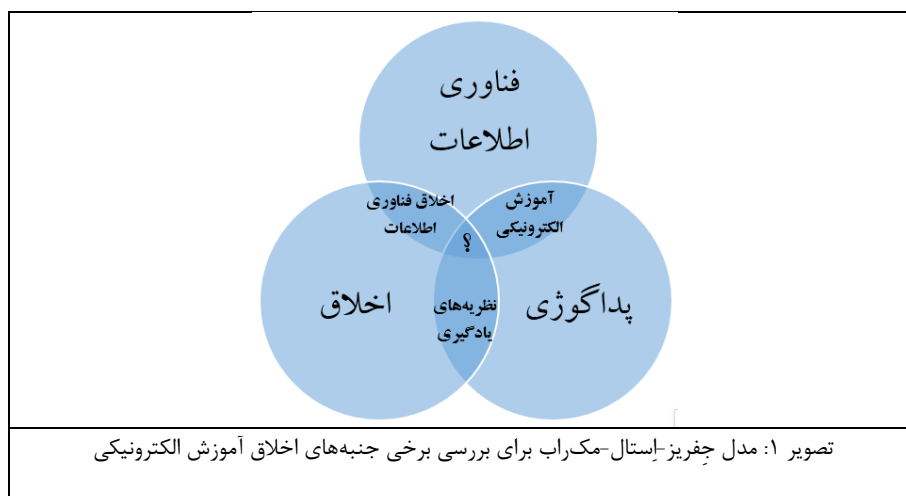 فناوری
اطلاعات
اخلاق فناوری
اطلاعات
آموزش
الکترونیکی
؟
اخلاق
نظریه‌های
یادگیری
پداگوژی
تصویر ۱: مدل جِفریز-اِستال-مک‌راب برای بررسی برخی جنبه‌های اخلاق آموزش الکترونیکی